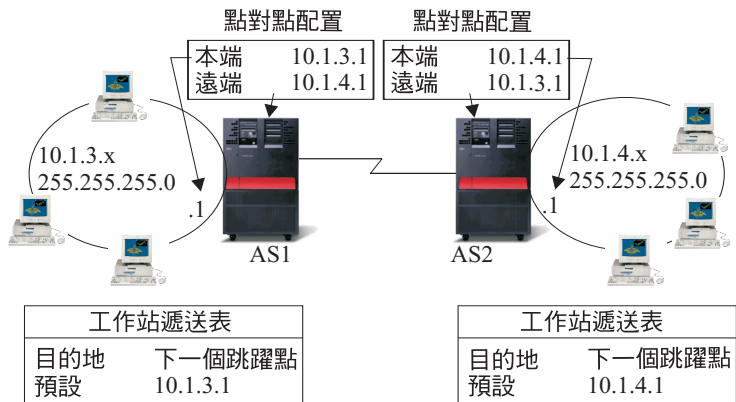 點對點配置
本端 10.1.3.1
遠端 10.1.4.1
點對點配置
本端 10.1.4.1
遠端 10.1.3.1
10.1.3.x
255.255.255.0
.1
AS1
10.1.4.x
255.255.255.0
.1
AS2
工作站遞送表
目的地 下一個跳躍點
預設 10.1.3.1
工作站遞送表
目的地 下一個跳躍點
預設 10.1.4.1